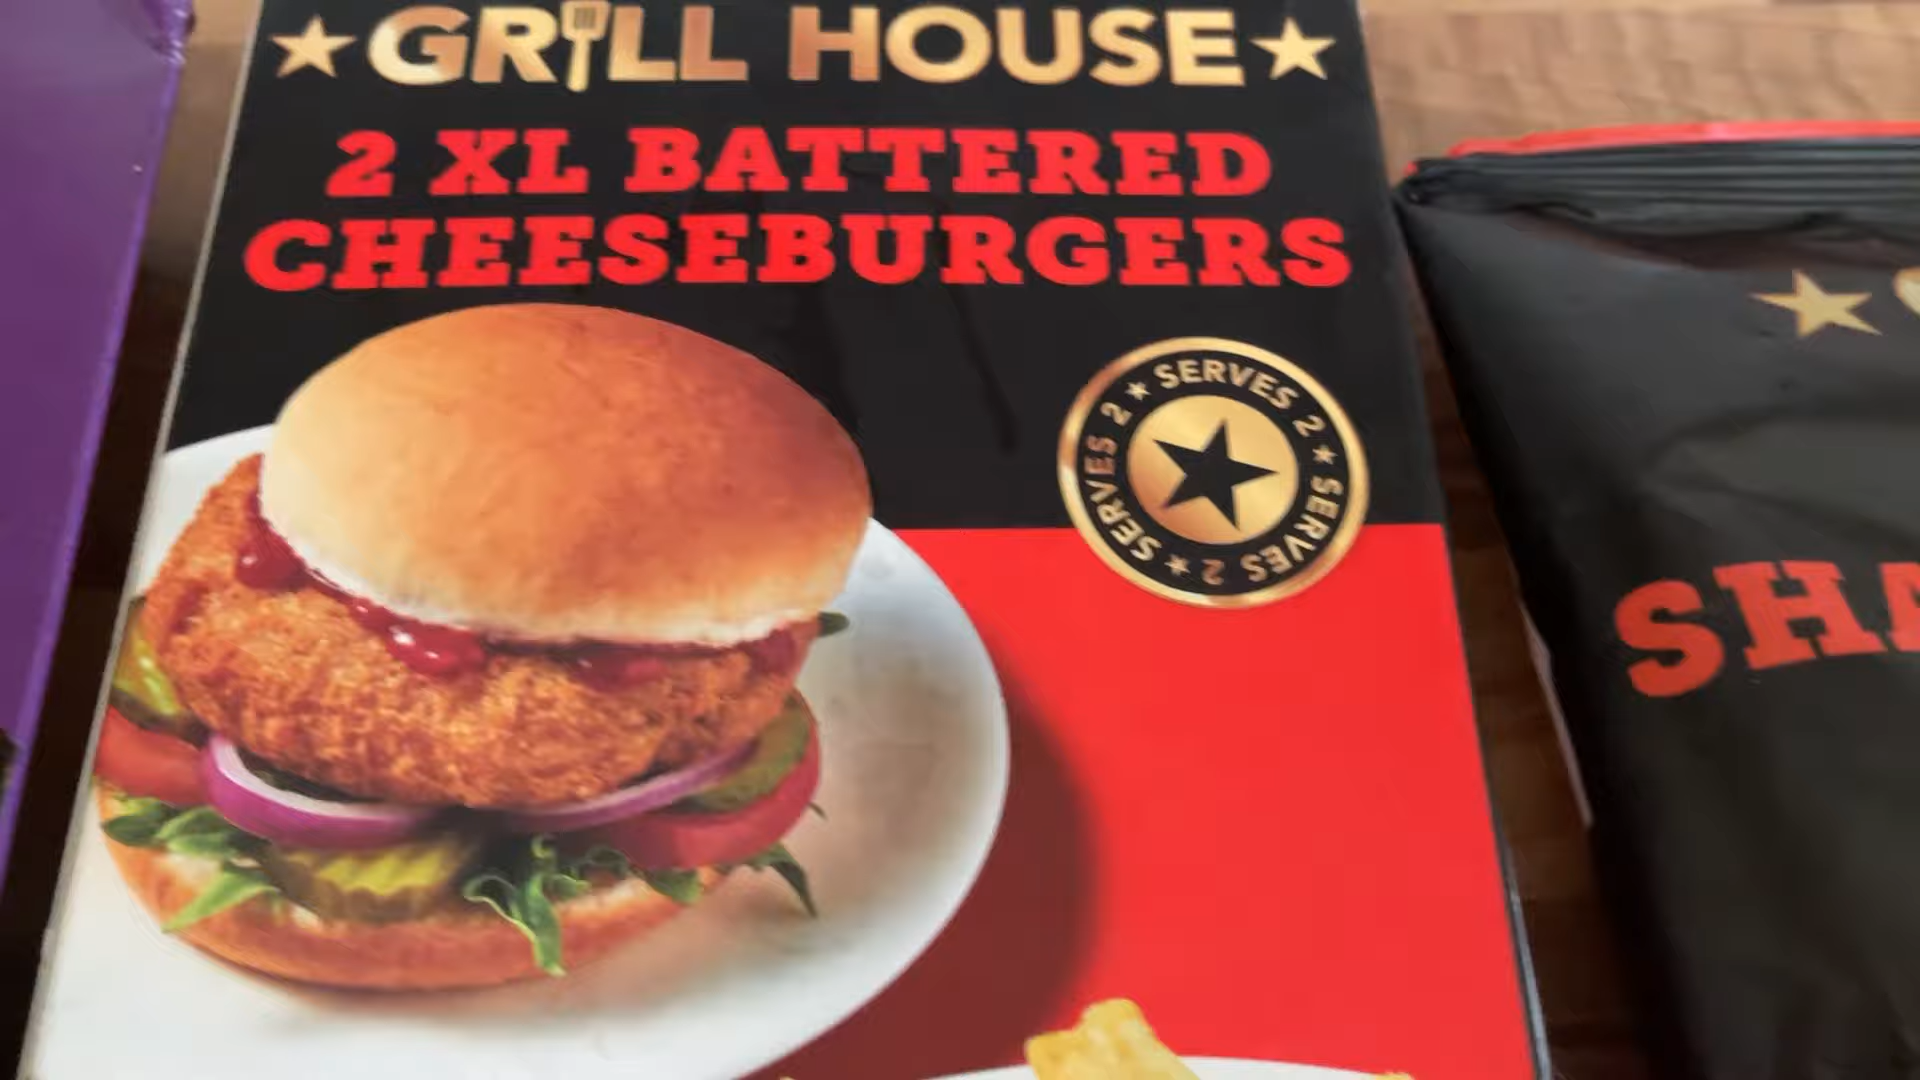 GRILL HOUSE
2 XL BATTERED
CHEESEBURGERS
SERVES 2 ★ SERVES 2 ★ SERVES 2 ★